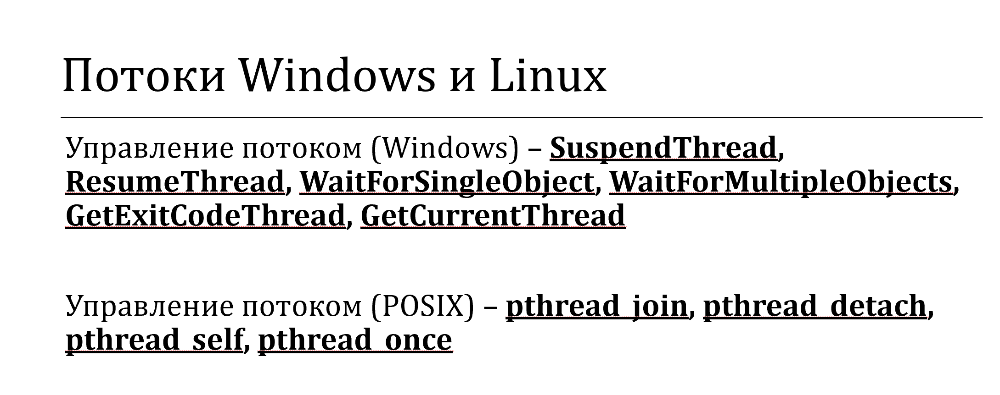 Потоки Windows и Linux
Управление потоком (Windows) – SuspendThread,
ResumeThread, WaitForSingleObject, WaitForMultipleObjects,
GetExitCodeThread, GetCurrentThread
Управление потоком (POSIX) – pthread_join, pthread_detach,
pthread_self, pthread_once